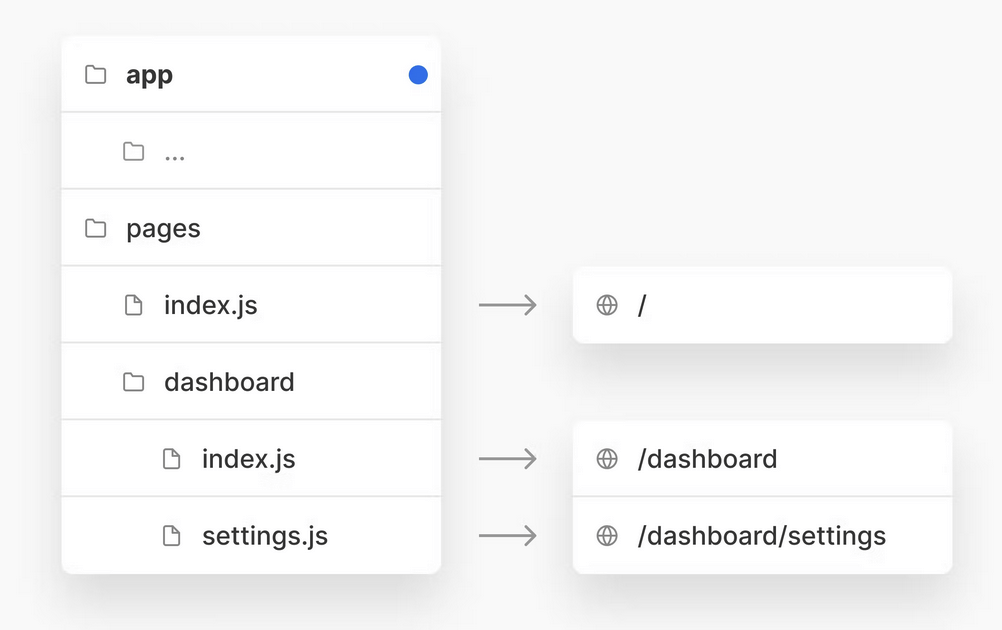 app
...
pages
index.js
/
dashboard
index.js
/dashboard
settings.js
/dashboard/settings